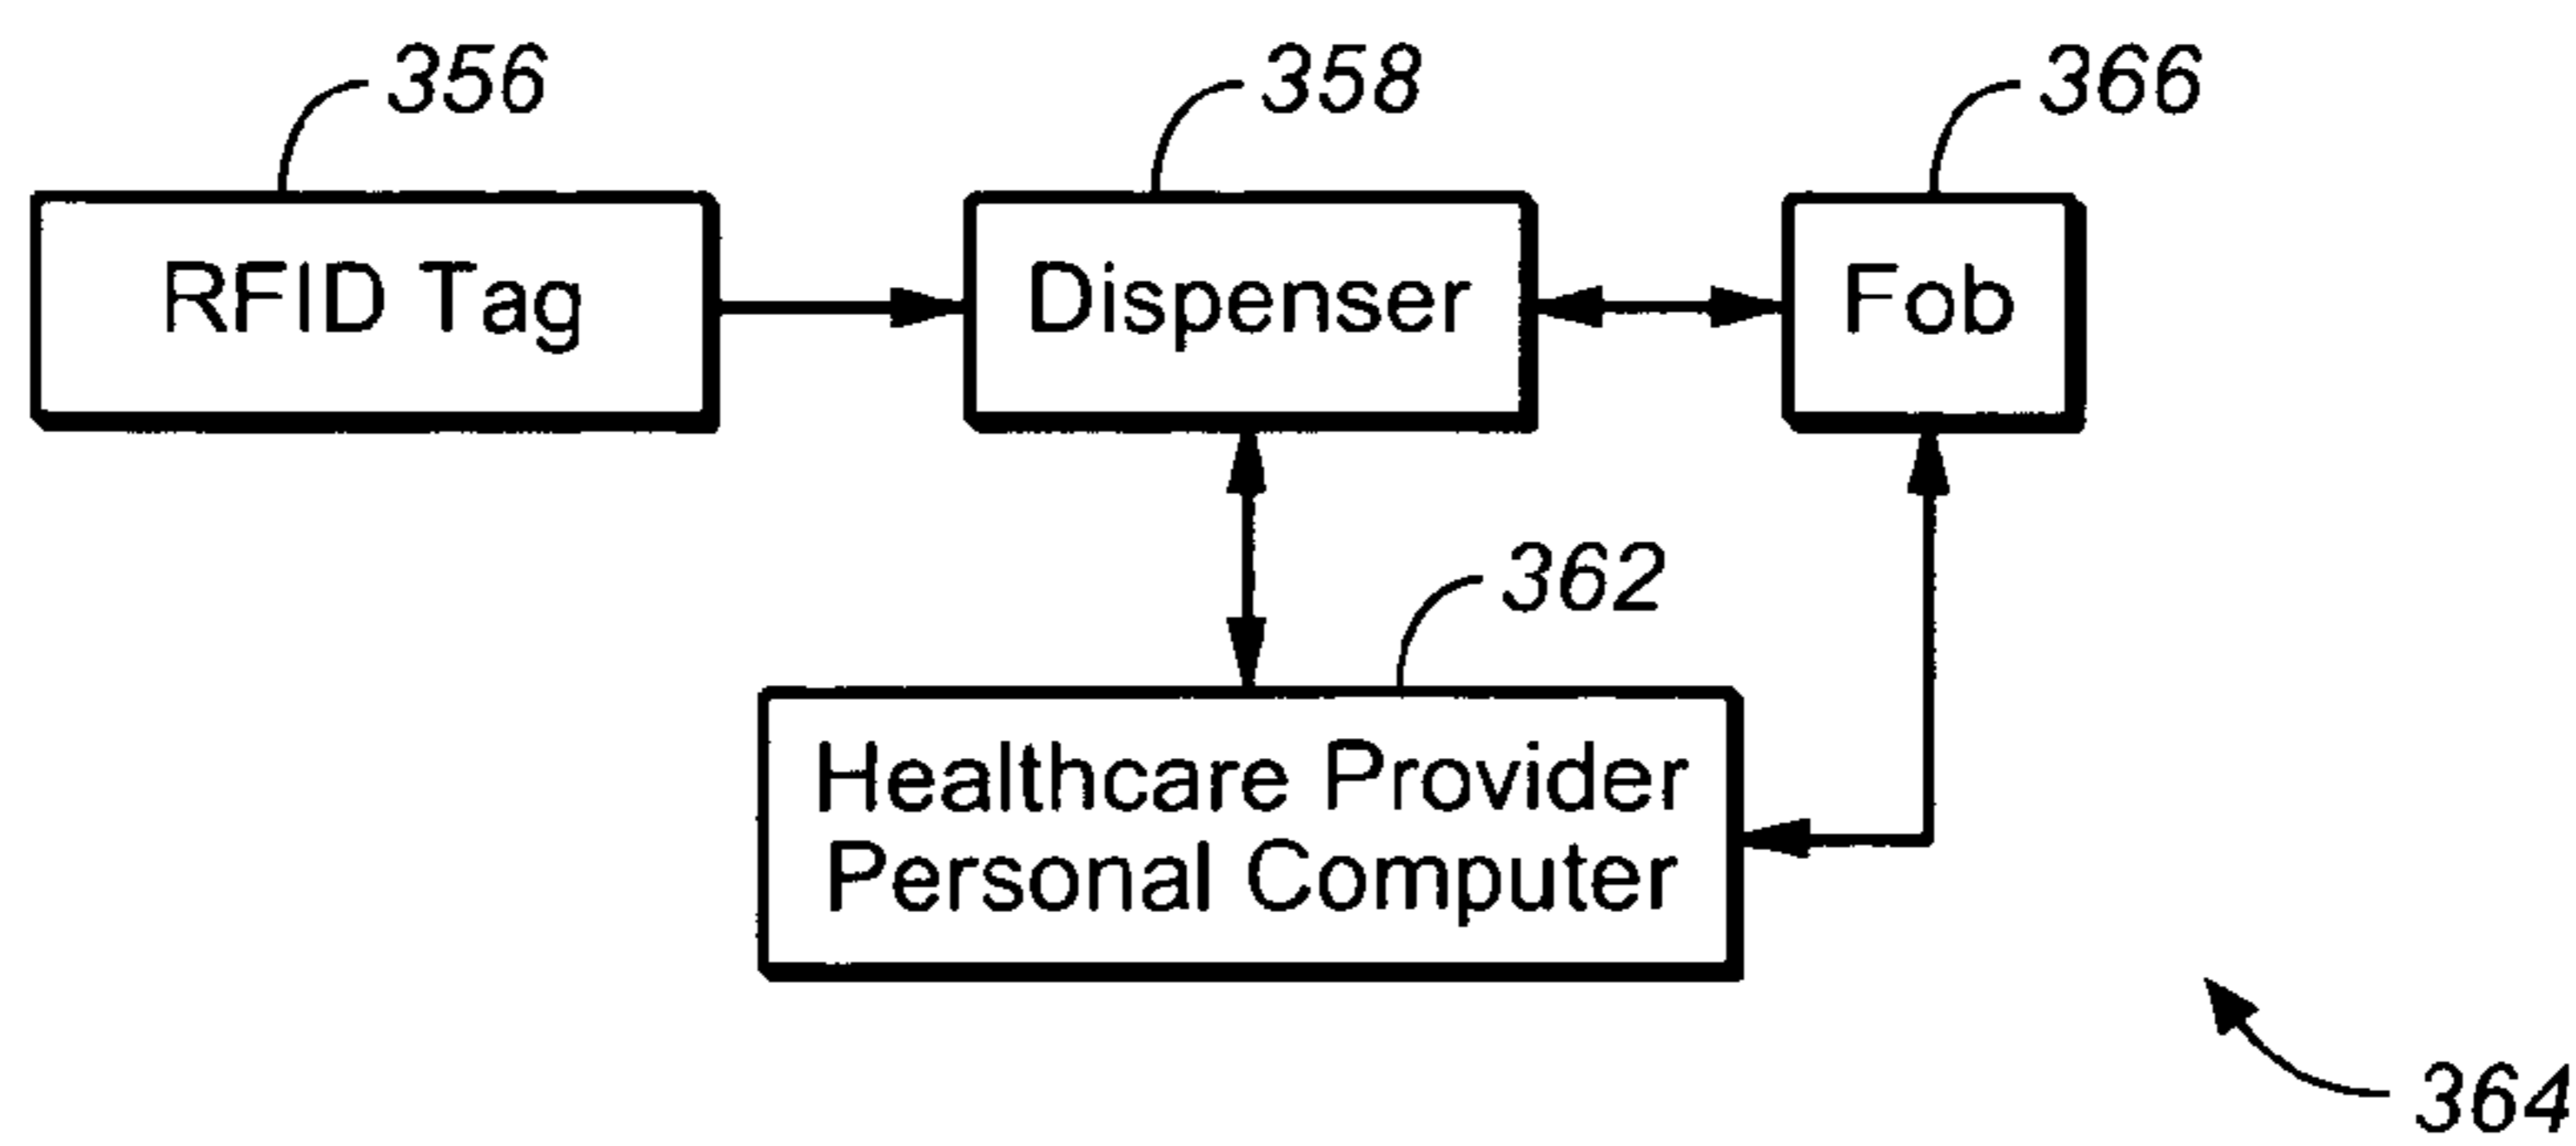 356
358
366
RFID Tag
Dispenser
Fob
362
Healthcare Provider
Personal Computer
364